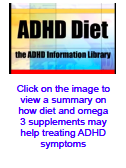 ADHD Diet
the ADHD Information Library
Click on the image to
view a summary on
how diet and omega
3 supplements may
help treating ADHD
symptoms